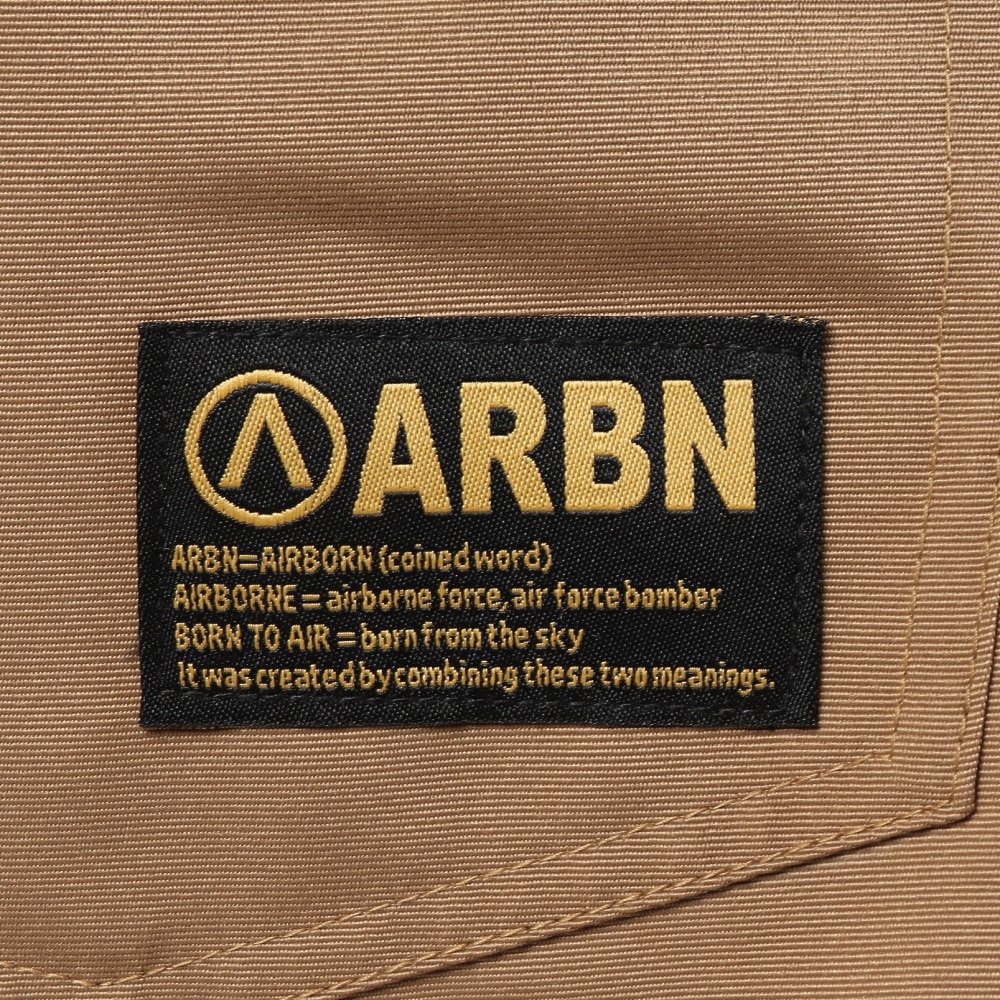 ARBN
ARBN=AIRBORN (coined word)
AIRBORNE = airborne force, air force bomber
BORN TO AIR = born from the sky
It was created by combining these two meanings.